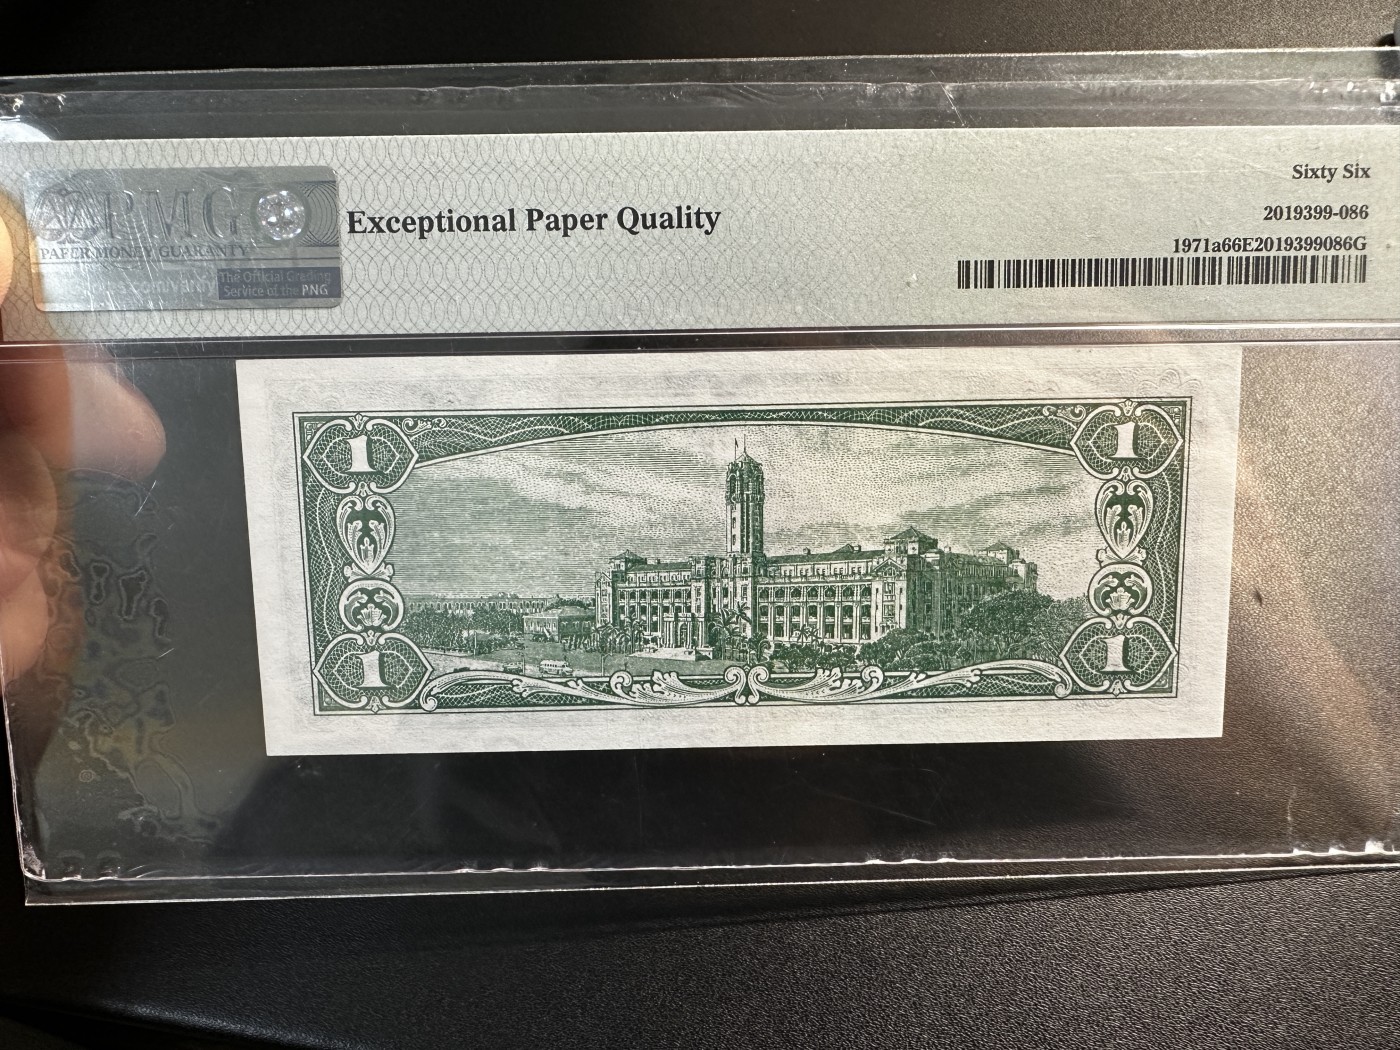 Sixty Six
PMG
Exceptional Paper Quality
2019399-086
PAPER MONEY GUARANTY
1971a66E2019399086G
The Official Grading
Service of the PNG
1
1
1
1